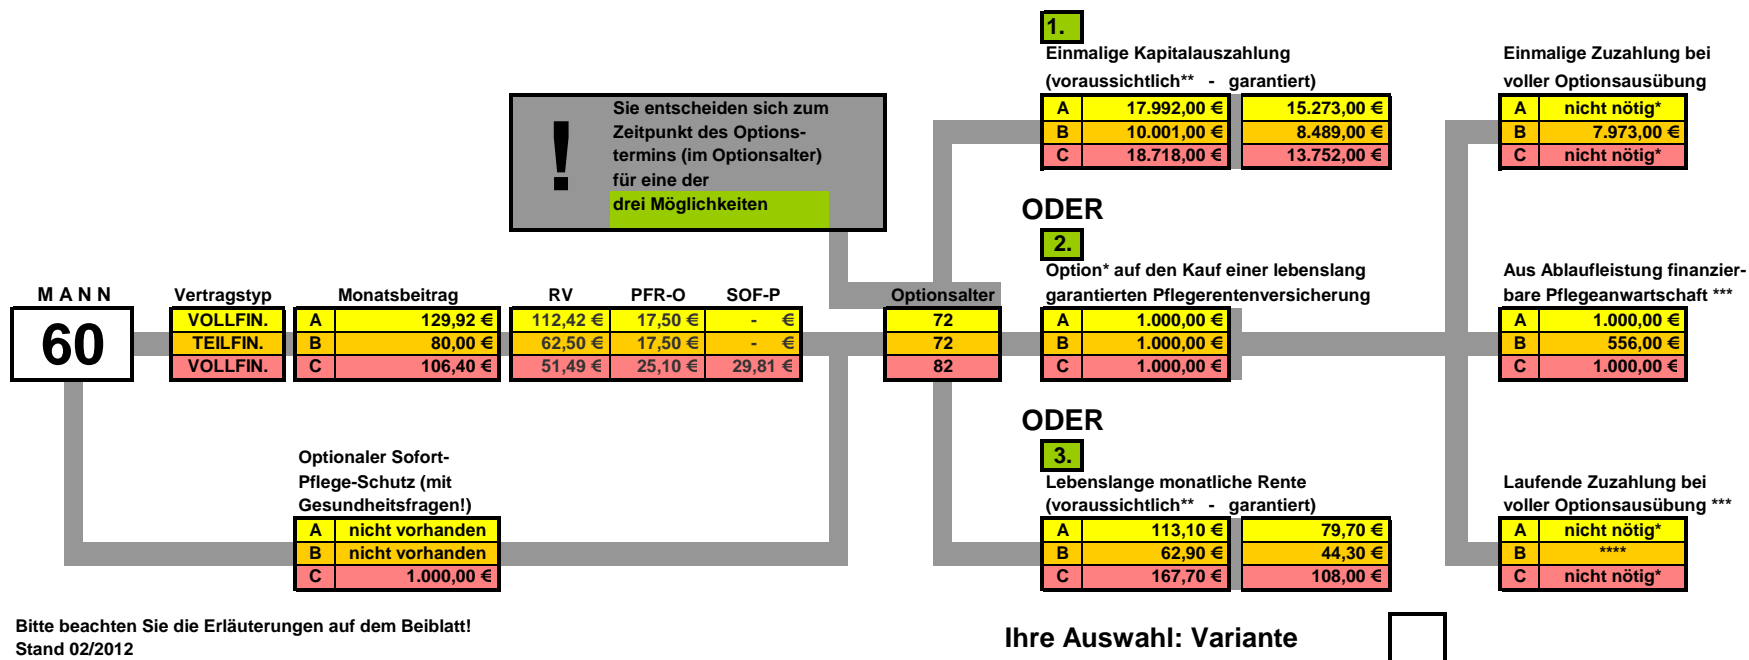 1.
Einmalige Kapitalauszahlung
(voraussichtlich** - garantiert)
A 17.992,00 € 15.273,00 €
B 10.001,00 € 8.489,00 €
C 18.718,00 € 13.752,00 €
Einmalige Zuzahlung bei
voller Optionsausübung
A nicht nötig*
B 7.973,00 €
C nicht nötig*
!
Sie entscheiden sich zum
Zeitpunkt des Options-
termins (im Optionsalter)
für eine der
drei Möglichkeiten
ODER
2.
Option* auf den Kauf einer lebenslang
garantierten Pflegerentenversicherung
A 1.000,00 €
B 1.000,00 €
C 1.000,00 €
Aus Ablaufleistung finanzier-
bare Pflegeanwartschaft ***
A 1.000,00 €
B 556,00 €
C 1.000,00 €
M A N N
60
Vertragstyp Monatsbeitrag RV PFR-O SOF-P Optionsalter
VOLLFIN. A 129,92 € 112,42 € 17,50 € - € 72
TEILFIN. B 80,00 € 62,50 € 17,50 € - € 72
VOLLFIN. C 106,40 € 51,49 € 25,10 € 29,81 € 82
ODER
3.
Lebenslange monatliche Rente
(voraussichtlich** - garantiert)
A 113,10 € 79,70 €
B 62,90 € 44,30 €
C 167,70 € 108,00 €
Laufende Zuzahlung bei
voller Optionsausübung ***
A nicht nötig*
B ****
C nicht nötig*
Optionaler Sofort-
Pflege-Schutz (mit
Gesundheitsfragen!)
A nicht vorhanden
B nicht vorhanden
C 1.000,00 €
Bitte beachten Sie die Erläuterungen auf dem Beiblatt!
Stand 02/2012
Ihre Auswahl: Variante